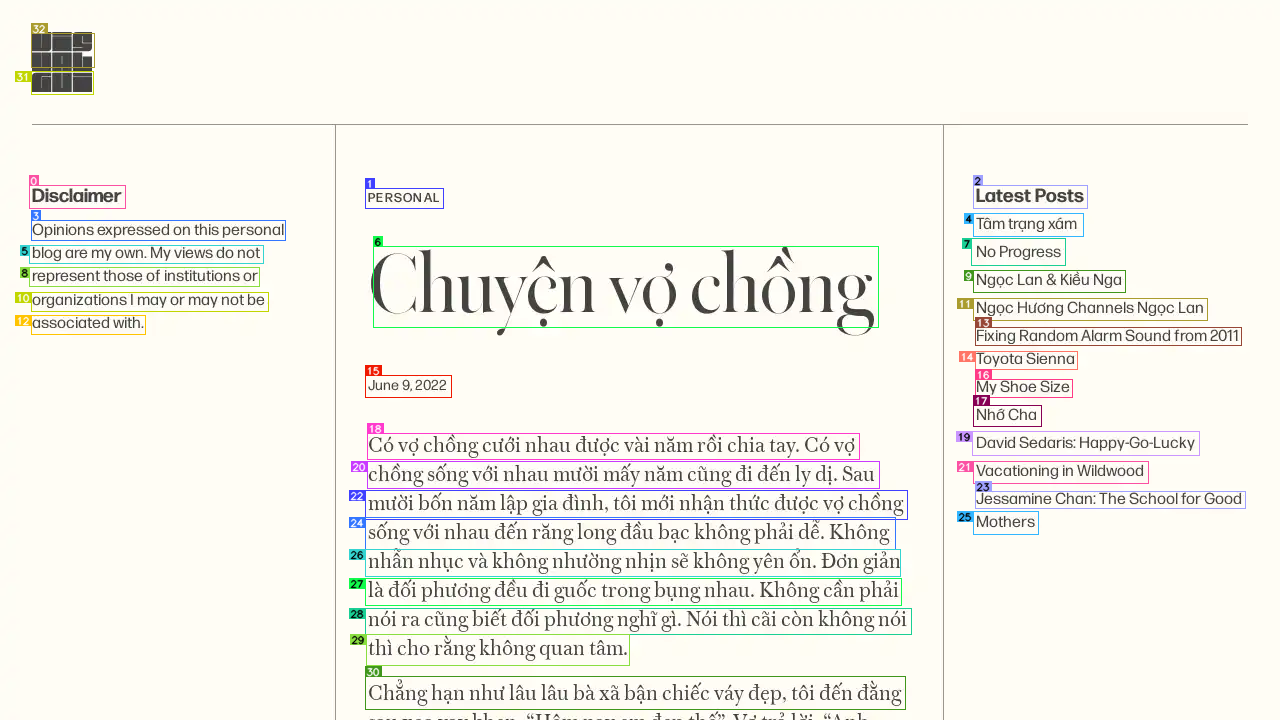 Disclaimer
Opinions expressed on this personal
blog are my own. My views do not
represent those of institutions or
organizations I may or may not be
associated with.
PERSONAL
Chuyện vợ chồng
June 9, 2022
Có vợ chồng cưới nhau được vài năm rồi chia tay. Có vợ
chồng sống với nhau mười mấy năm cũng đi đến ly dị. Sau
mười bốn năm lập gia đình, tôi mới nhận thức được vợ chồng
sống với nhau đến răng long đầu bạc không phải dễ. Không
nhẫn nhục và không nhường nhịn sẽ không yên ổn. Đơn giản
là đối phương đều đi guốc trong bụng nhau. Không cần phải
nói ra cũng biết đối phương nghĩ gì. Nói thì cãi còn không nói
thì cho rằng không quan tâm.
Chẳng hạn như lâu lâu bà xã bận chiếc váy đẹp, tôi đến đằng
Latest Posts
Tâm trạng xám
No Progress
Ngọc Lan & Kiều Nga
Ngọc Hương Channels Ngọc Lan
Fixing Random Alarm Sound from 2011
Toyota Sienna
My Shoe Size
Nhớ Cha
David Sedaris: Happy-Go-Lucky
Vacationing in Wildwood
Jessamine Chan: The School for Good
Mothers